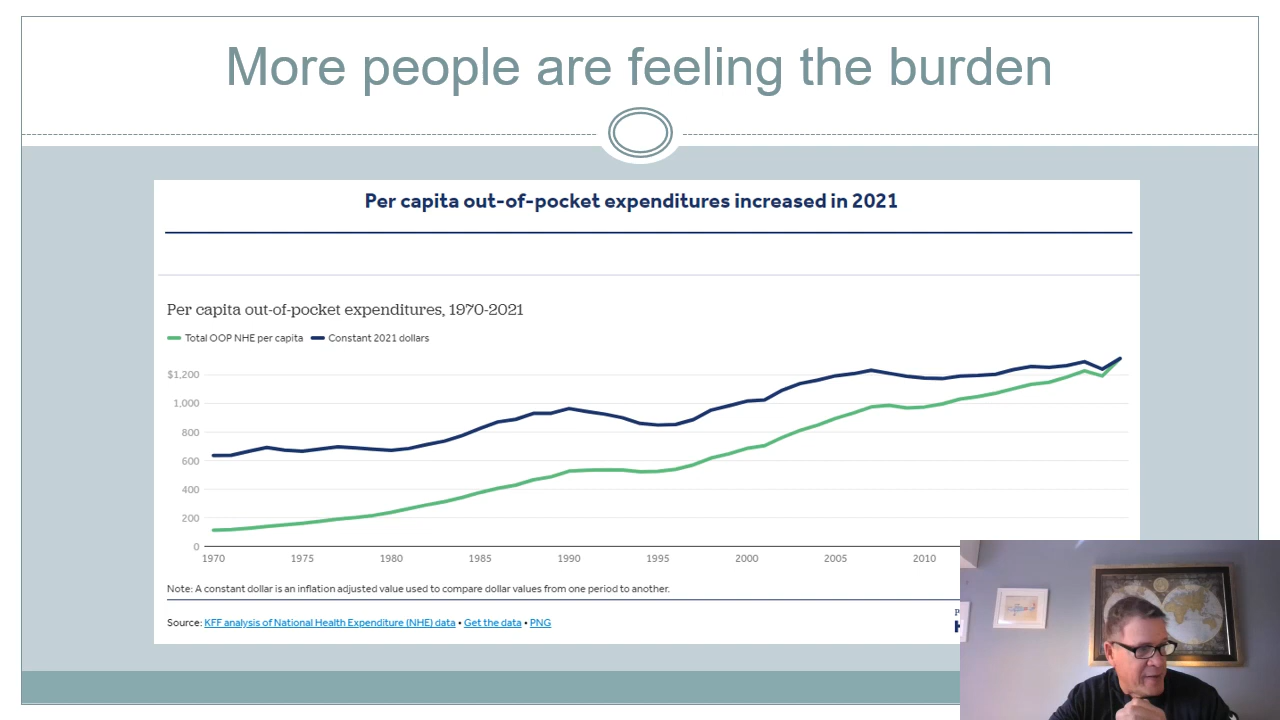 More people are feeling the burden
Per capita out-of-pocket expenditures increased in 2021
Per capita out-of-pocket expenditures, 1970-2021
Total OOP NHE per capita Constant 2021 dollars
$1,200
1,000
800
600
400
200
0
1970 1975 1980 1985 1990 1995 2000 2005 2010
Note: A constant dollar is an inflation adjusted value used to compare dollar values from one period to another.
Source: KFF analysis of National Health Expenditure (NHE) data • Get the data • PNG